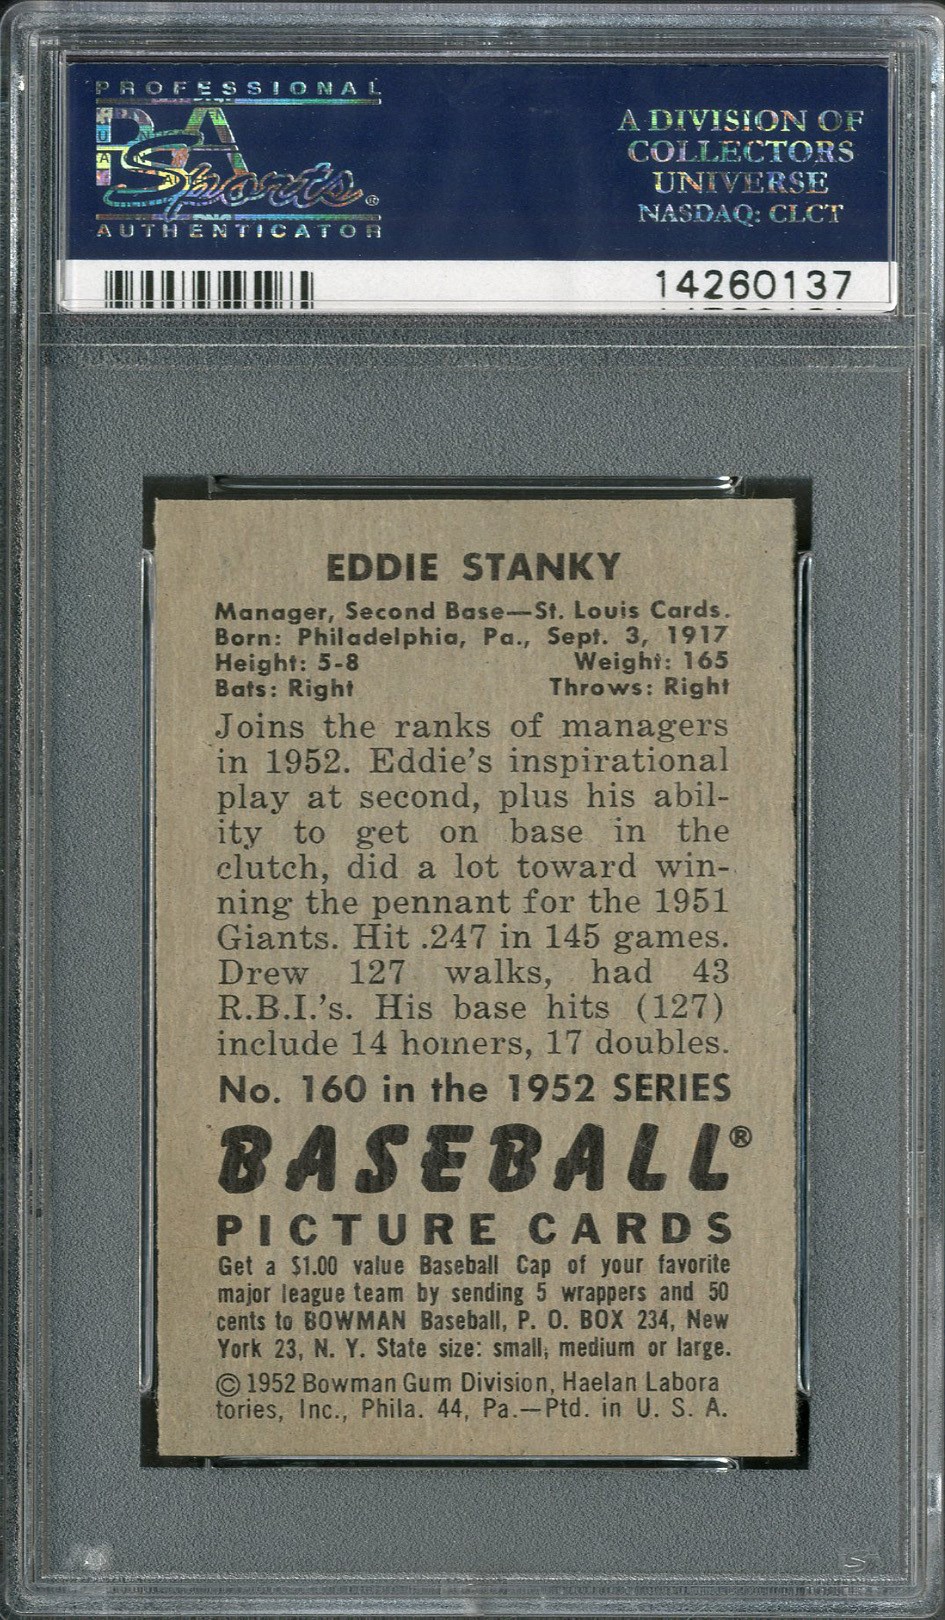 PROFESSIONAL
PSA
Sports®
AUTHENTICATOR
A DIVISION OF
COLLECTORS
UNIVERSE
NASDAQ: CLCT
14260137
EDDIE STANKY
Manager, Second Base—St. Louis Cards.
Born: Philadelphia, Pa., Sept. 3, 1917
Height: 5-8 Weight: 165
Bats: Right Throws: Right
Joins the ranks of managers
in 1952. Eddie's inspirational
play at second, plus his abil-
ity to get on base in the
clutch, did a lot toward win-
ning the pennant for the 1951
Giants. Hit .247 in 145 games.
Drew 127 walks, had 43
R.B.I.'s. His base hits (127)
include 14 homers, 17 doubles.
No. 160 in the 1952 SERIES
BASEBALL®
PICTURE CARDS
Get a $1.00 value Baseball Cap of your favorite
major league team by sending 5 wrappers and 50
cents to BOWMAN Baseball, P. O. BOX 234, New
York 23, N. Y. State size: small, medium or large.
© 1952 Bowman Gum Division, Haelan Labora
tories, Inc., Phila. 44, Pa.—Ptd. in U. S. A.